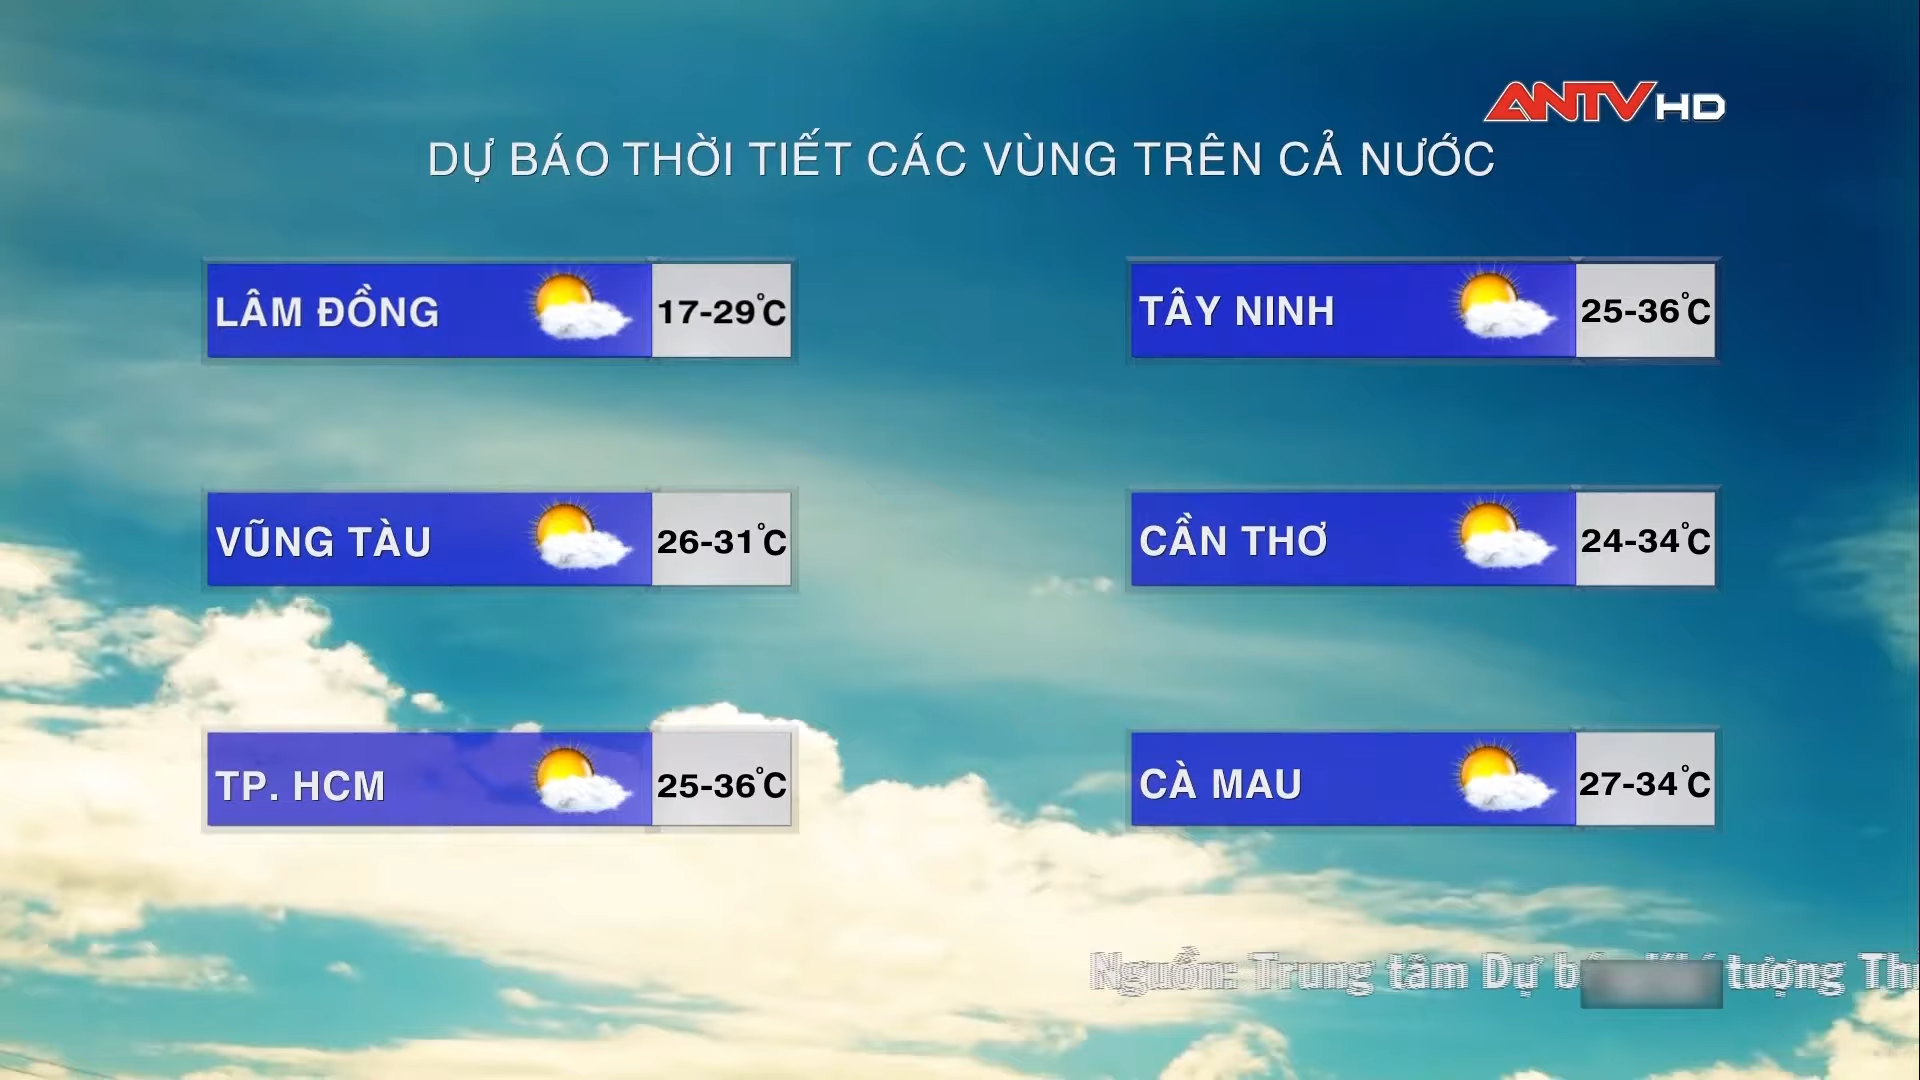 ANTV HD
DỰ BÁO THỜI TIẾT CÁC VÙNG TRÊN CẢ NƯỚC
LÂM ĐỒNG 17-29°C
TÂY NINH 25-36°C
VŨNG TÀU 26-31°C
CẦN THƠ 24-34°C
TP. HCM 25-36°C
CÀ MAU 27-34°C
Nguồn: Trung tâm Dự tượng